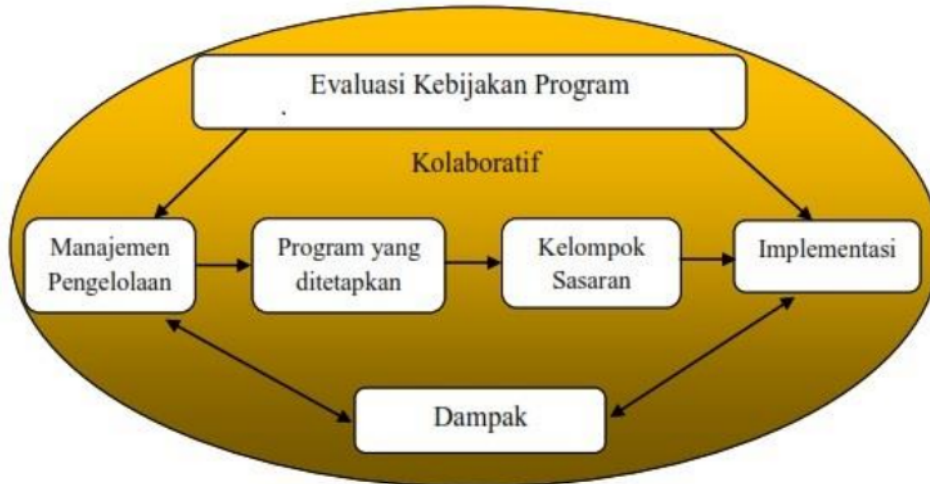 Evaluasi Kebijakan Program
.
Kolaboratif
Manajemen
Pengelolaan
Program yang
ditetapkan
Kelompok
Sasaran
Implementasi
Dampak